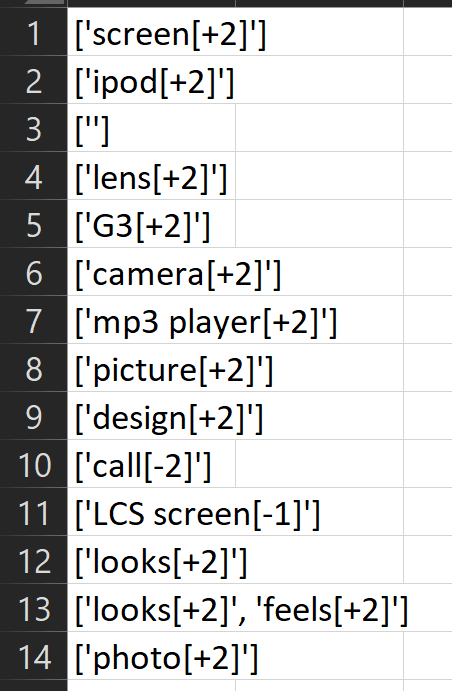 1 ['screen[+2]']
2 ['ipod[+2]']
3 ['']
4 ['lens[+2]']
5 ['G3[+2]']
6 ['camera[+2]']
7 ['mp3 player[+2]']
8 ['picture[+2]']
9 ['design[+2]']
10 ['call[-2]']
11 ['LCS screen[-1]']
12 ['looks[+2]']
13 ['looks[+2]', 'feels[+2]']
14 ['photo[+2]']